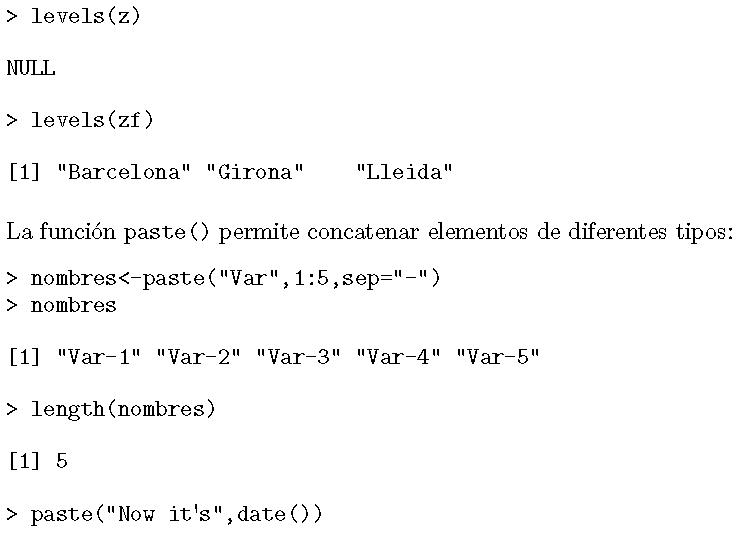 > levels(z)
NULL
> levels(zf)
[1] "Barcelona" "Girona"    "Lleida"
La función paste() permite concatenar elementos de diferentes tipos:
> nombres<-paste("Var",1:5,sep="-")
> nombres
[1] "Var-1" "Var-2" "Var-3" "Var-4" "Var-5"
> length(nombres)
[1] 5
> paste("Now it's",date())